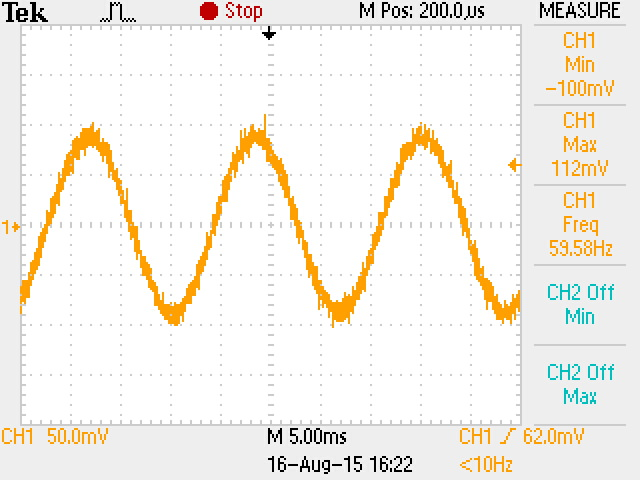 Tek Stop M Pos: 200.0µs MEASURE
CH1
Min
-100mV
CH1
Max
112mV
CH1
Freq
59.58Hz
CH2 Off
Min
CH2 Off
Max
1
CH1 50.0mV M 5.00ms CH1 62.0mV
16-Aug-15 16:22 <10Hz